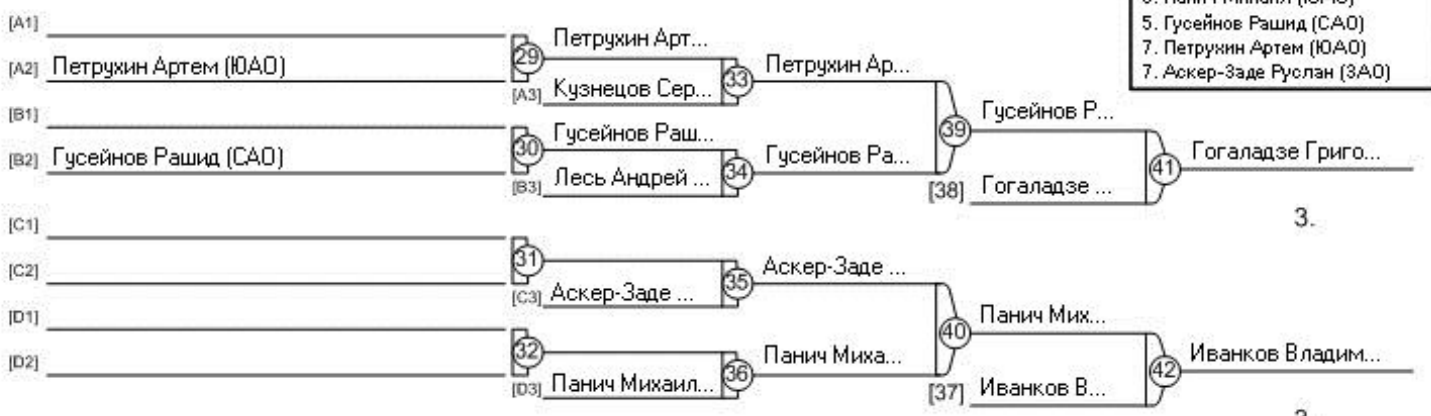 5. Гусейнов Рашид (САО)
7. Петрухин Артем (ЮАО)
7. Аскер-Заде Руслан (ЗАО)
[A1]
Петрухин Арт...
[A2] Петрухин Артем (ЮАО)
29
Петрухин Ар...
[A3] Кузнецов Сер...
33
[B1]
Гусейнов Р...
39
Гусейнов Раш...
[B2] Гусейнов Рашид (САО)
30
Гусейнов Ра...
Гогаладзе Григо...
41
[B3] Лесь Андрей ...
34
[38] Гогаладзе ...
3.
[C1]
31
[C2]
Аскер-Заде ...
35
[C3] Аскер-Заде ...
[D1]
Панич Мих...
40
32
[D2]
Панич Миха...
36
Иванков Владим...
42
[D3] Панич Михаил...
[37] Иванков В...